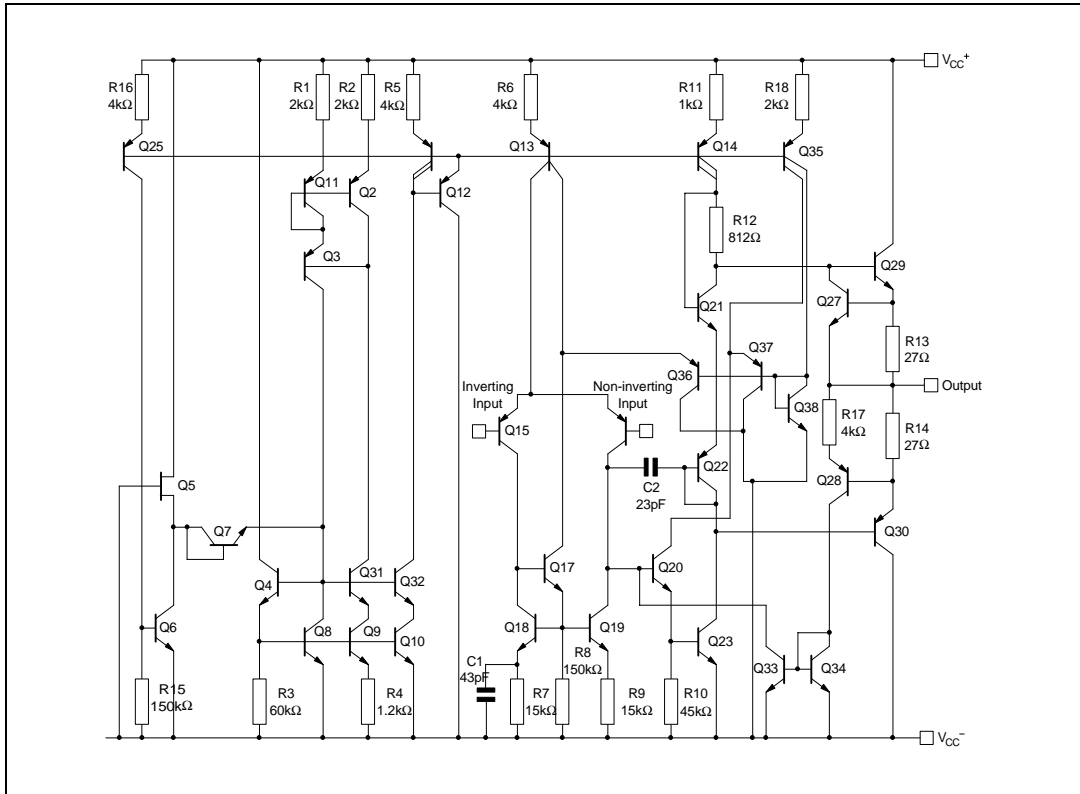 VCC+
R16
4kΩ
R1
2kΩ
R2
2kΩ
R5
4kΩ
R6
4kΩ
R11
1kΩ
R18
2kΩ
Q25
Q13
Q14
Q35
Q11
Q2
Q12
R12
812Ω
Q3
Q29
Q21
Q27
R13
27Ω
Q36
Q37
Output
Inverting
Input
Non-inverting
Input
Q38
R17
4kΩ
R14
27Ω
Q15
Q22
C2
23pF
Q28
Q5
Q30
Q7
Q4
Q31
Q32
Q17
Q20
Q6
Q8
Q9
Q10
Q18
Q19
Q23
Q33
Q34
C1
43pF
R8
150kΩ
R15
150kΩ
R3
60kΩ
R4
1.2kΩ
R7
15kΩ
R9
15kΩ
R10
45kΩ
VCC−